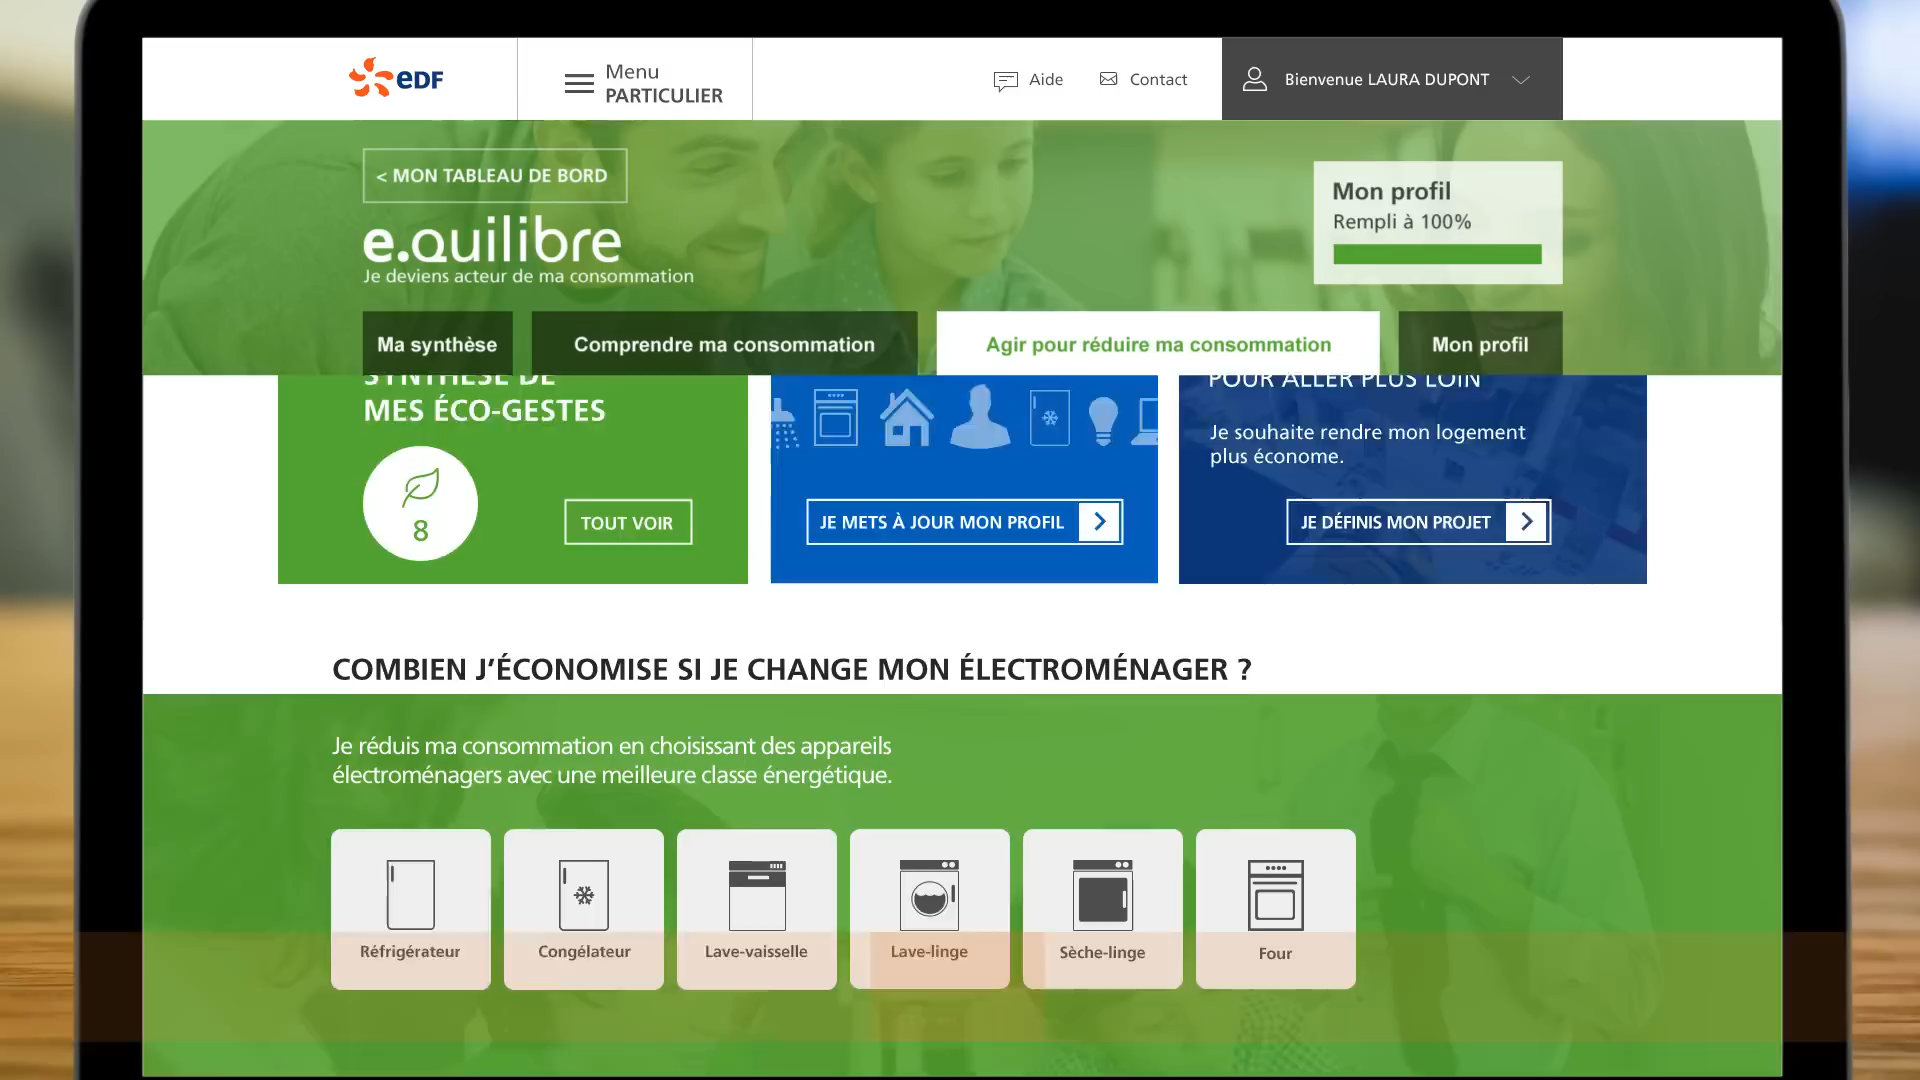 eDF
Menu
PARTICULIER
Aide
Contact
Bienvenue LAURA DUPONT
< MON TABLEAU DE BORD
e.quilibre
Je deviens acteur de ma consommation
Mon profil
Rempli à 100%
Ma synthèse
Comprendre ma consommation
Agir pour réduire ma consommation
Mon profil
SYNTHÈSE DE
MES ÉCO-GESTES
8
TOUT VOIR
JE METS À JOUR MON PROFIL
POUR ALLER PLUS LOIN
Je souhaite rendre mon logement
plus économe.
JE DÉFINIS MON PROJET
COMBIEN J’ÉCONOMISE SI JE CHANGE MON ÉLECTROMÉNAGER ?
Je réduis ma consommation en choisissant des appareils
électroménagers avec une meilleure classe énergétique.
Réfrigérateur
Congélateur
Lave-vaisselle
Lave-linge
Sèche-linge
Four